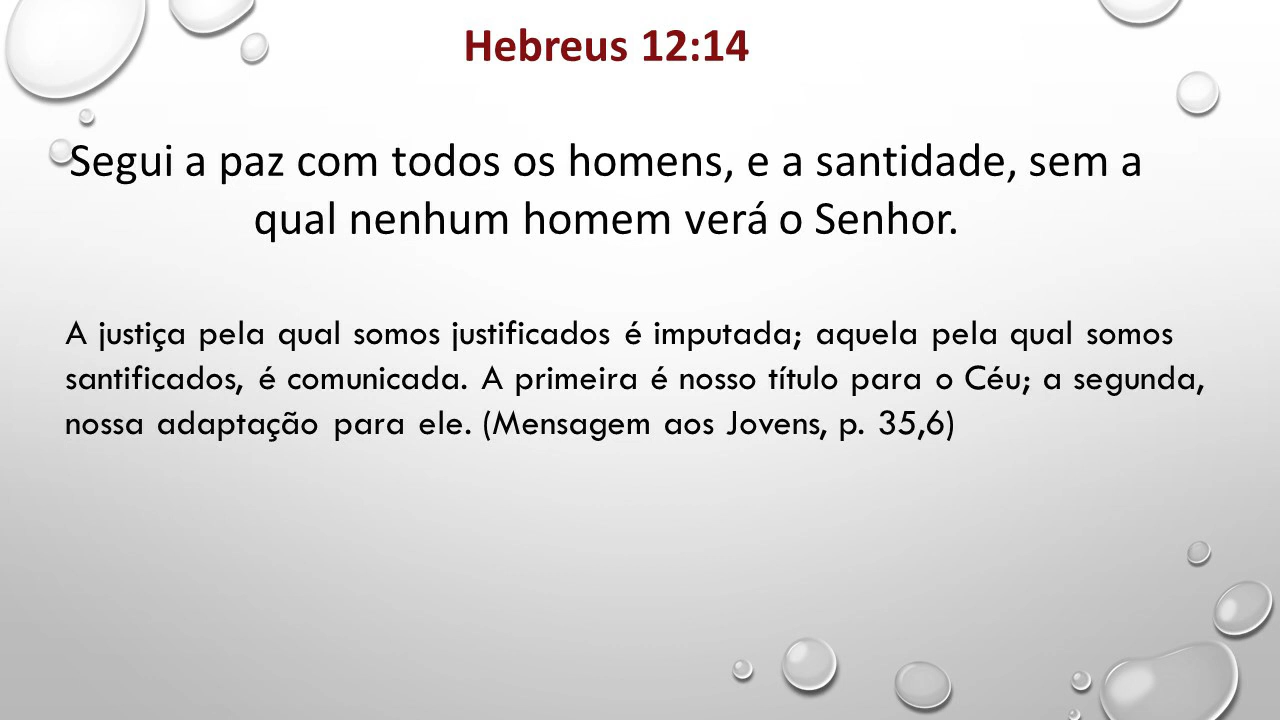 Hebreus 12:14
Segui a paz com todos os homens, e a santidade, sem a
qual nenhum homem verá o Senhor.
A justiça pela qual somos justificados é imputada; aquela pela qual somos
santificados, é comunicada. A primeira é nosso título para o Céu; a segunda,
nossa adaptação para ele. (Mensagem aos Jovens, p. 35,6)